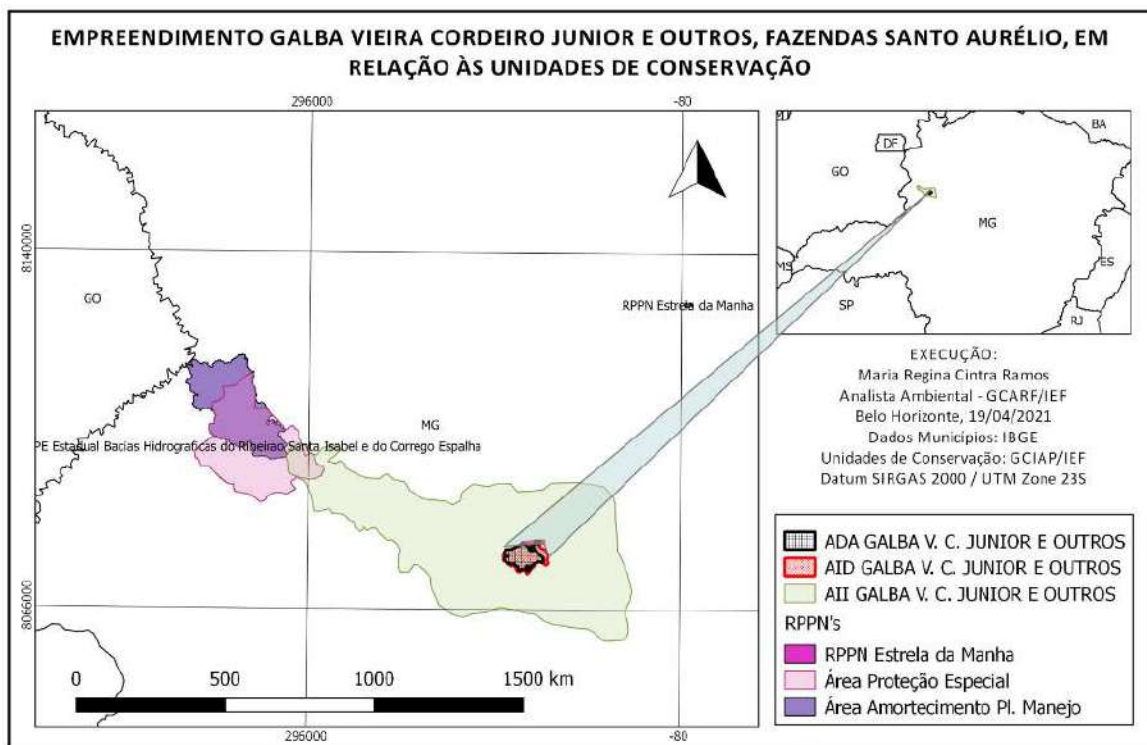 EMPREENDIMENTO GALBA VIEIRA CORDEIRO JUNIOR E OUTROS, FAZENDAS SANTO AURÉLIO, EM
RELAÇÃO ÀS UNIDADES DE CONSERVAÇÃO
296000
-80
8140000
GO
RPPN Estrela da Manha
MG
PE Estadual Bacias Hidrograficas do Ribeirao Santa Isabel e do Corrego Espalha
8066000
0 500 1000 1500 km
296000
-80
DF
BA
GO
MG
MS
ES
SP
RJ
EXECUÇÃO:
Maria Regina Cintra Ramos
Analista Ambiental - GCARF/IEF
Belo Horizonte, 19/04/2021
Dados Municípios: IBGE
Unidades de Conservação: GCIAP/IEF
Datum SIRGAS 2000 / UTM Zone 23S
ADA GALBA V. C. JUNIOR E OUTROS
AID GALBA V. C. JUNIOR E OUTROS
AII GALBA V. C. JUNIOR E OUTROS
RPPN's
RPPN Estrela da Manha
Área Proteção Especial
Área Amortecimento Pl. Manejo